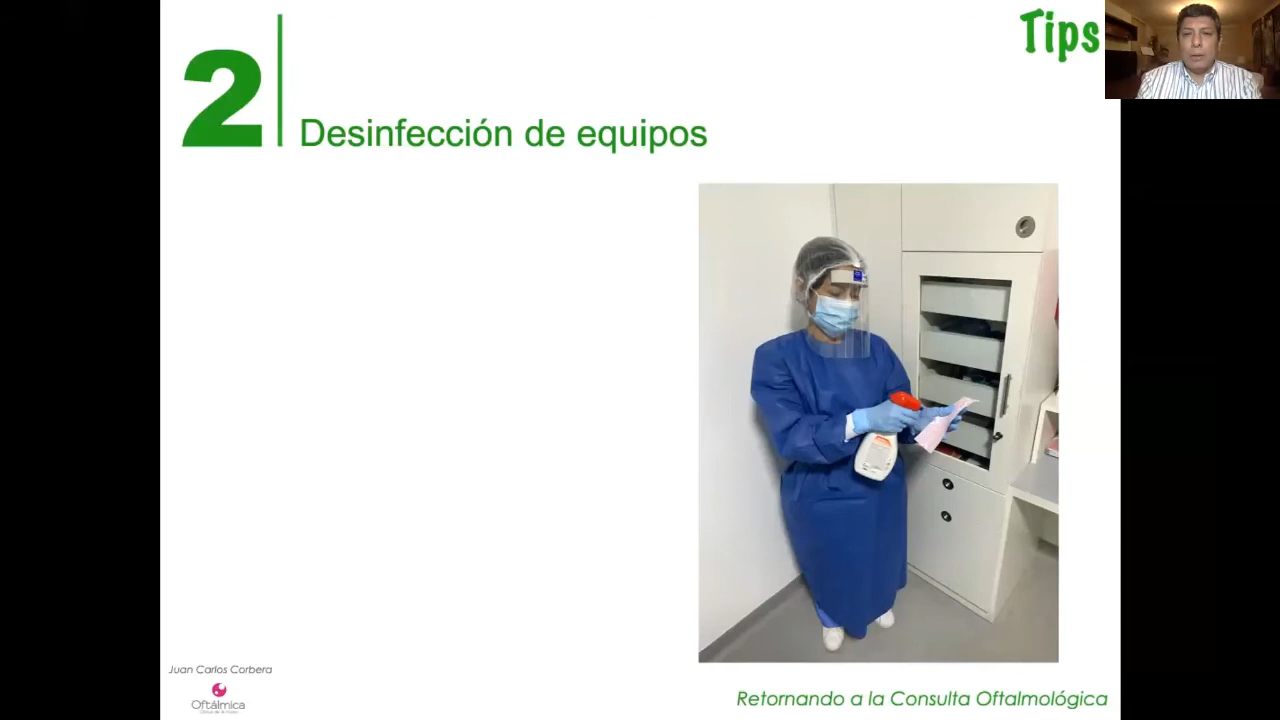 Tips
2
Desinfección de equipos
Juan Carlos Corbera
Oftálmica
Retornando a la Consulta Oftalmológica